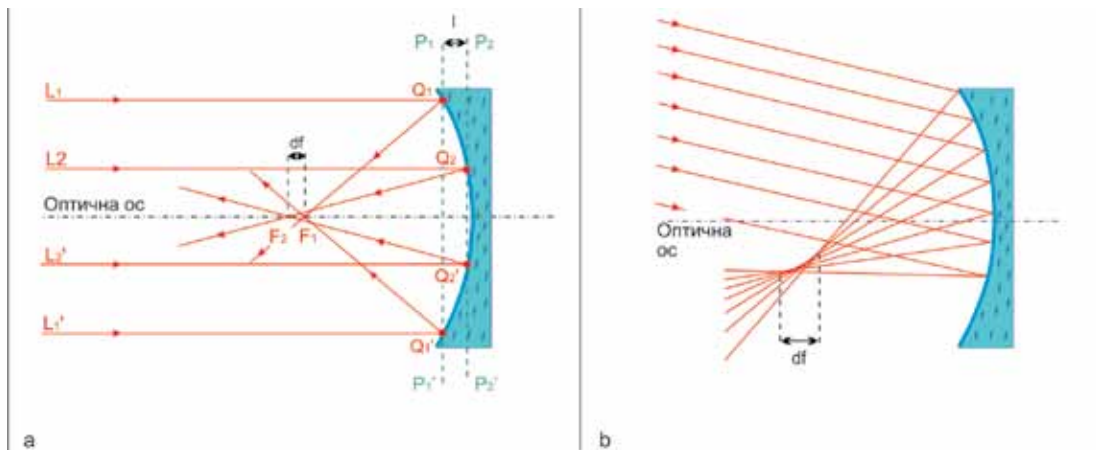 l
P₁ P₂
L₁
Q₁
df
L2
Q₂
Оптична ос
F₂ F₁
L₂'
Q₂'
L₁'
Q₁'
P₁' P₂'
a
Оптична
ос
df
b